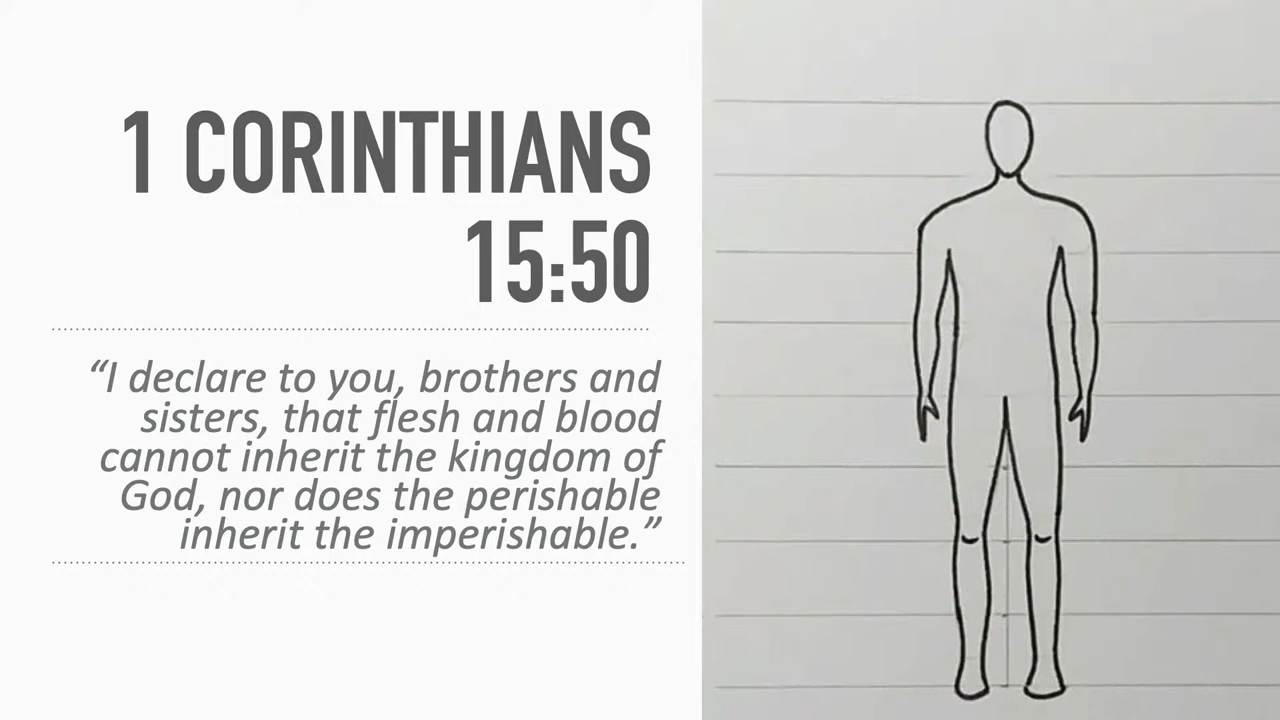 1 CORINTHIANS
15:50
“I declare to you, brothers and
sisters, that flesh and blood
cannot inherit the kingdom of
God, nor does the perishable
inherit the imperishable.”